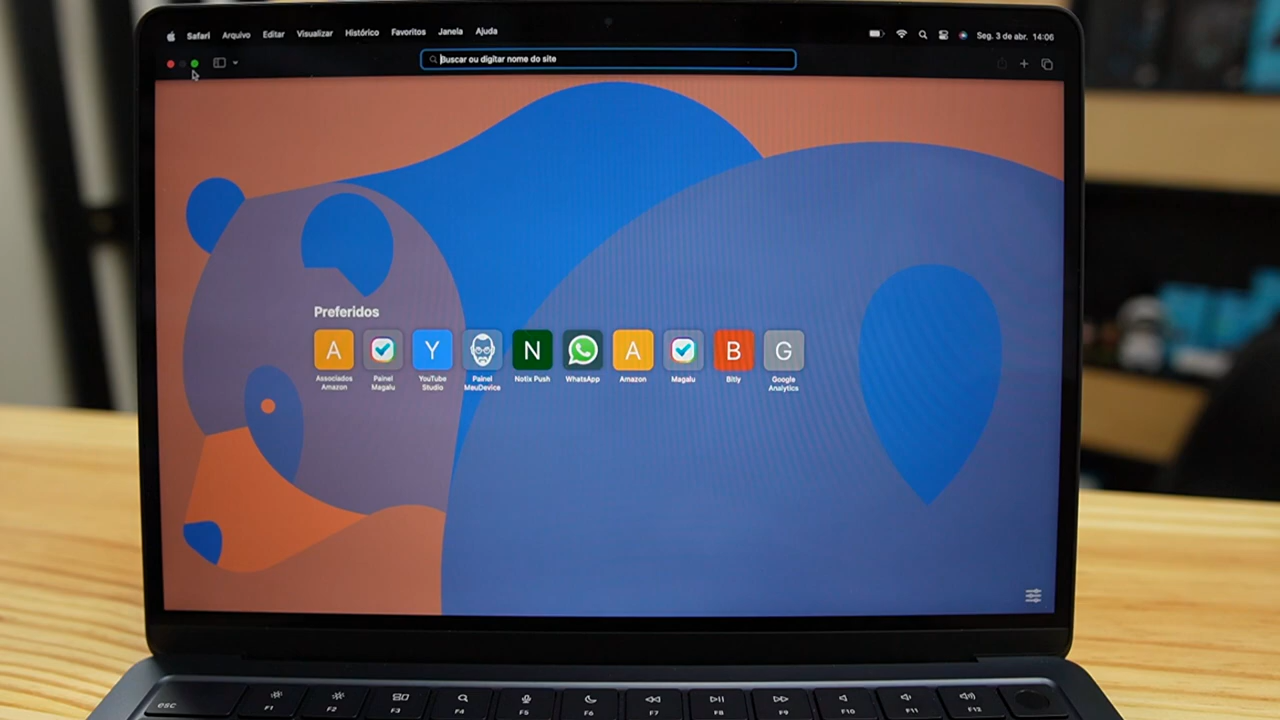 Safari Arquivo Editar Visualizar Histórico Favoritos Janela Ajuda Seg. 3 de abr. 14:06
Buscar ou digitar nome do site
Preferidos
A Y N A B G
Associados Amazon
Painel Magalu
YouTube Studio
Painel MeuDevice
Notix Push
WhatsApp
Amazon
Magalu
Bitly
Google Analytics
esc F1 F2 F3 F4 F5 F6 F7 F8 F9 F10 F11 F12